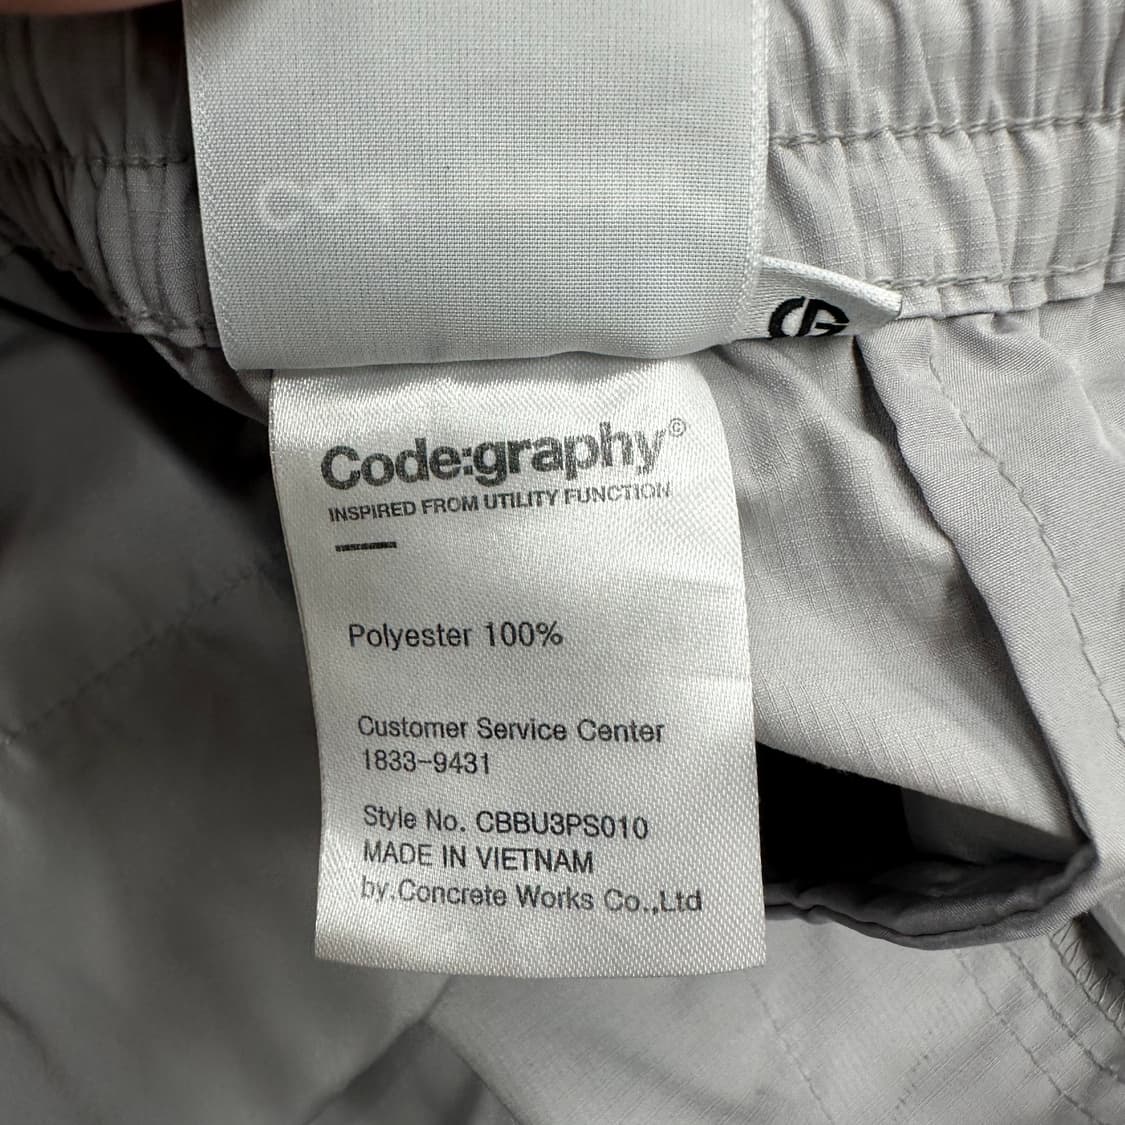 CG
Code:graphy©
INSPIRED FROM UTILITY FUNCTION
Polyester 100%
Customer Service Center
1833-9431
Style No. CBBU3PS010
MADE IN VIETNAM
by.Concrete Works Co.,Ltd